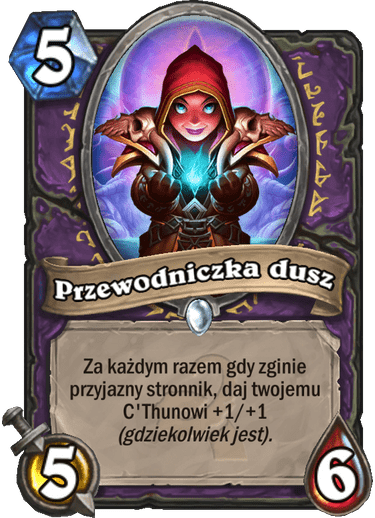 5
Przewodniczka dusz
Za każdym razem gdy zginie
przyjazny stronnik, daj twojemu
C'Thunowi +1/+1
(gdziekolwiek jest).
5
6